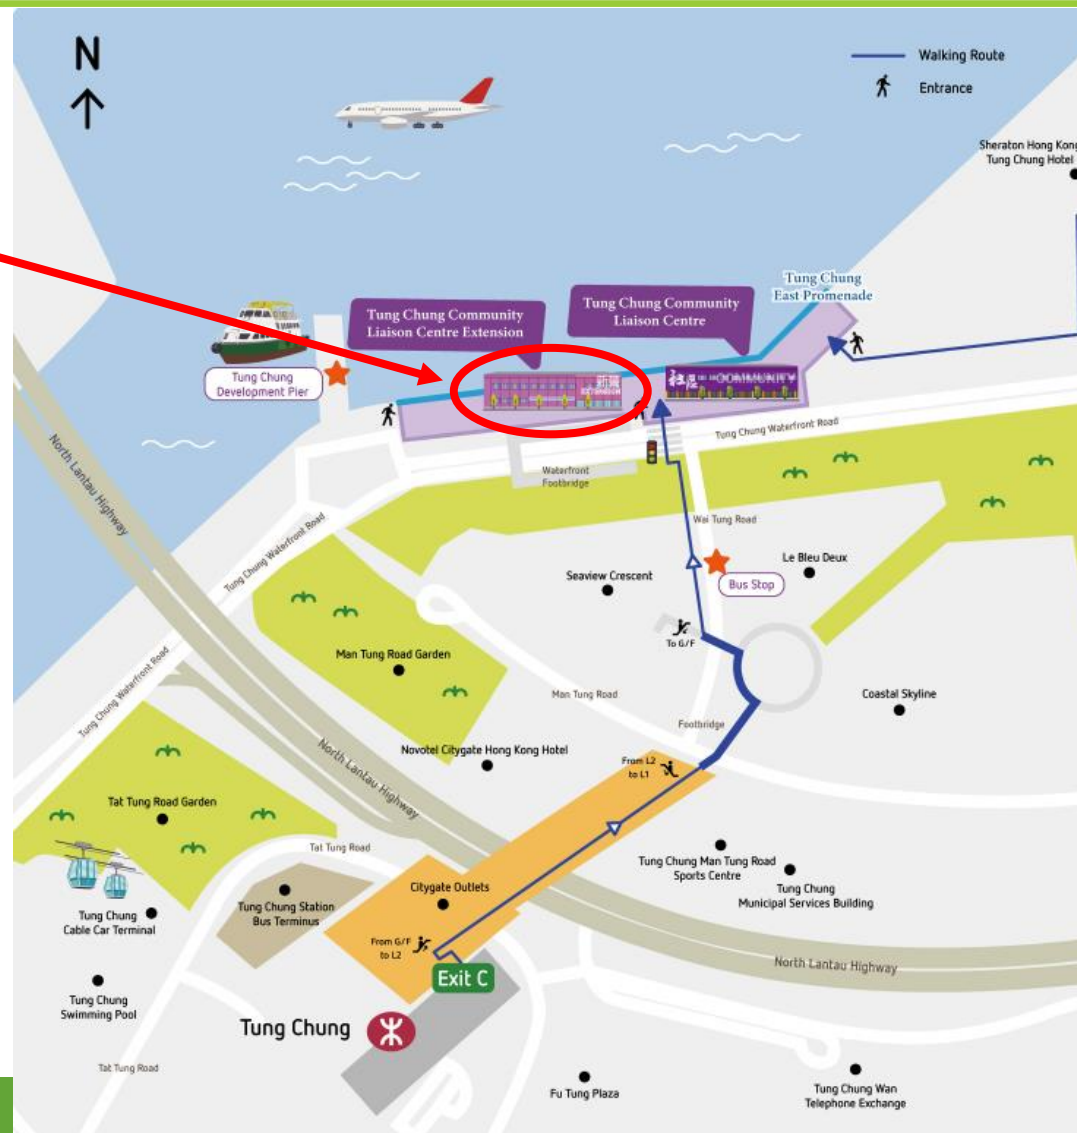 N
Walking Route
Entrance
Sheraton Hong Kong
Tung Chung Hotel
Tung Chung
East Promenade
Tung Chung Community
Liaison Centre
Tung Chung Community
Liaison Centre Extension
Tung Chung
Development Pier
新翼
EXTENSION
COMMUNITY
Tung Chung Waterfront Road
Waterfront
Footbridge
North Lantau Highway
Tung Chung Waterfront Road
Wai Tung Road
Le Bleu Deux
Seaview Crescent
Bus Stop
To G/F
Man Tung Road Garden
Tung Chung Waterfront Road
Man Tung Road
Coastal Skyline
Footbridge
Novotel Citygate Hong Kong Hotel
North Lantau Highway
From L2
to L1
Tat Tung Road Garden
Tat Tung Road
Tung Chung Man Tung Road
Sports Centre
Citygate Outlets
Tung Chung
Municipal Services Building
Tung Chung Station
Bus Terminus
Tung Chung
Cable Car Terminal
From G/F
to L2
North Lantau Highway
Exit C
Tung Chung
Swimming Pool
Tung Chung
Tat Tung Road
Fu Tung Plaza
Tung Chung Wan
Telephone Exchange